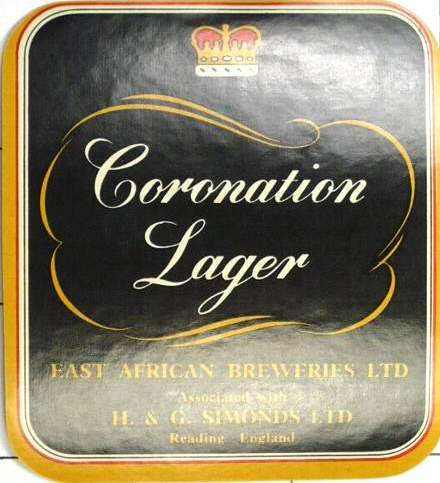 Coronation
Lager
EAST AFRICAN BREWERIES LTD
Associated with
H. & G. SIMONDS LTD
Reading England